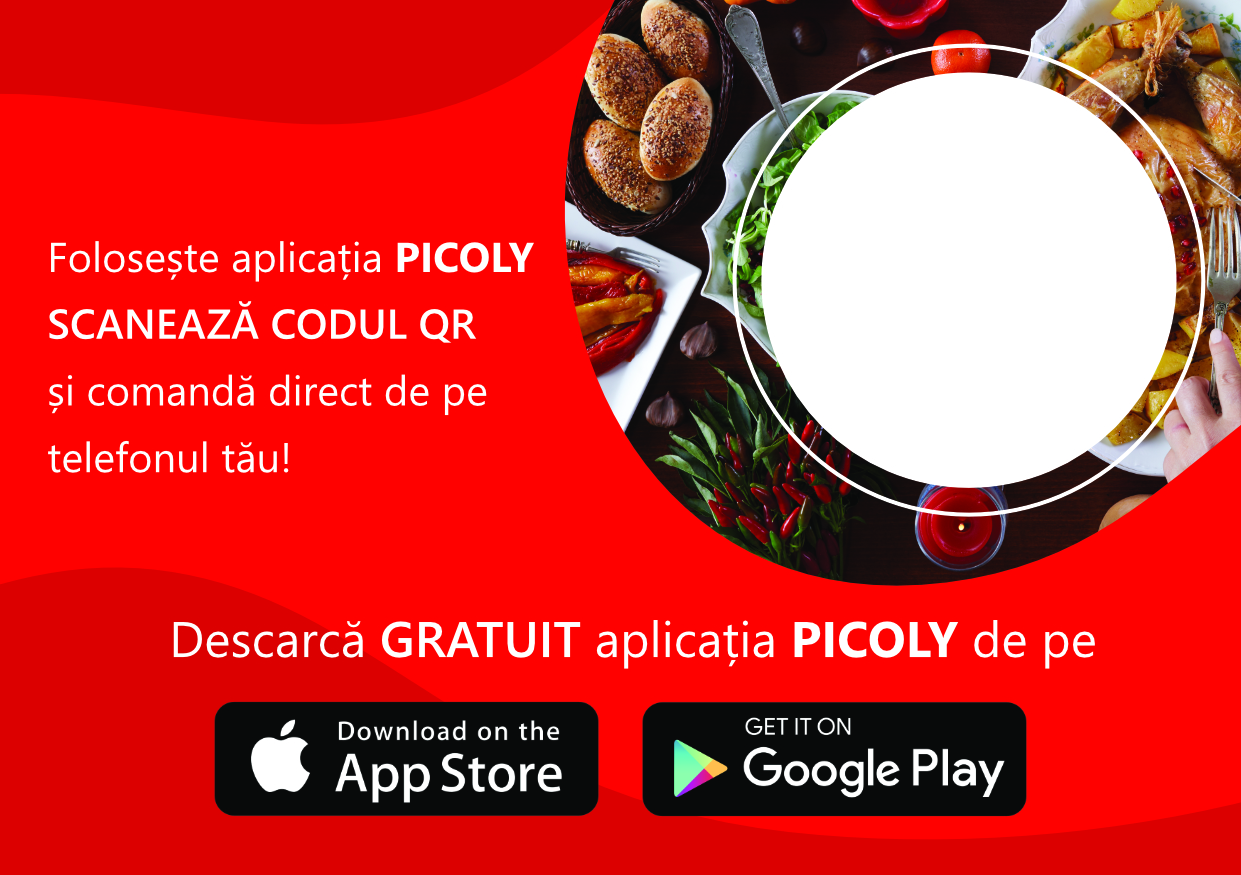 Folosește aplicația PICOLY
SCANEAZĂ CODUL QR
și comandă direct de pe
telefonul tău!
Descarcă GRATUIT aplicația PICOLY de pe
Download on the
App Store
GET IT ON
Google Play